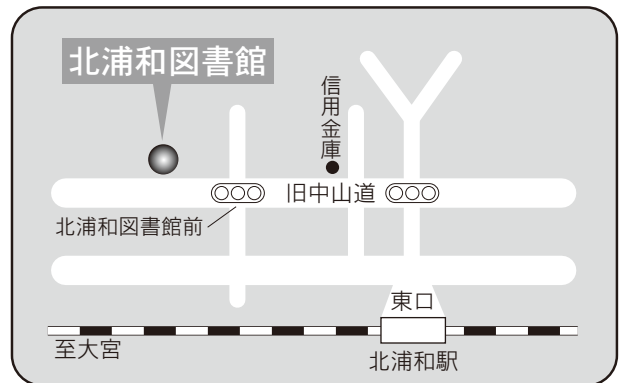 北浦和図書館
信用金庫
旧中山道
北浦和図書館前
東口
至大宮
北浦和駅